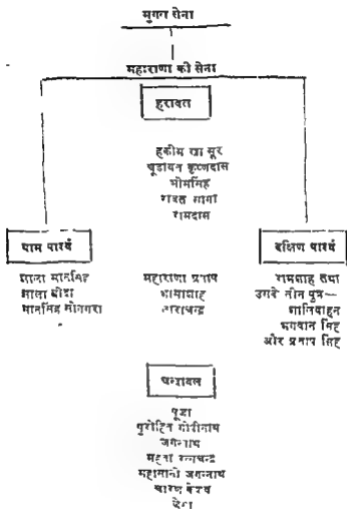 मुगल सेना
महाराणा की सेना
हरावल
हकीम खा सूर
चूडावत कृष्णदास
भीमसिंह
रावत सागा
रामदास
वाम पार्श्व
झाला मानसिंह
झाला बीदा
मानसिंह सोनगरा
महाराणा प्रताप
भामाशाह
ताराचन्द्र
दक्षिण पार्श्व
रामशाह तथा
उसके तीन पुत्र—
शालिवाहन
भगवान सिंह
और प्रताप सिंह
चन्दावल
पूजा
पुरोहित गोपीनाथ
जगन्नाथ
महता रत्नचन्द्र
महासानी जगन्नाथ
चारण केशव
जैसा